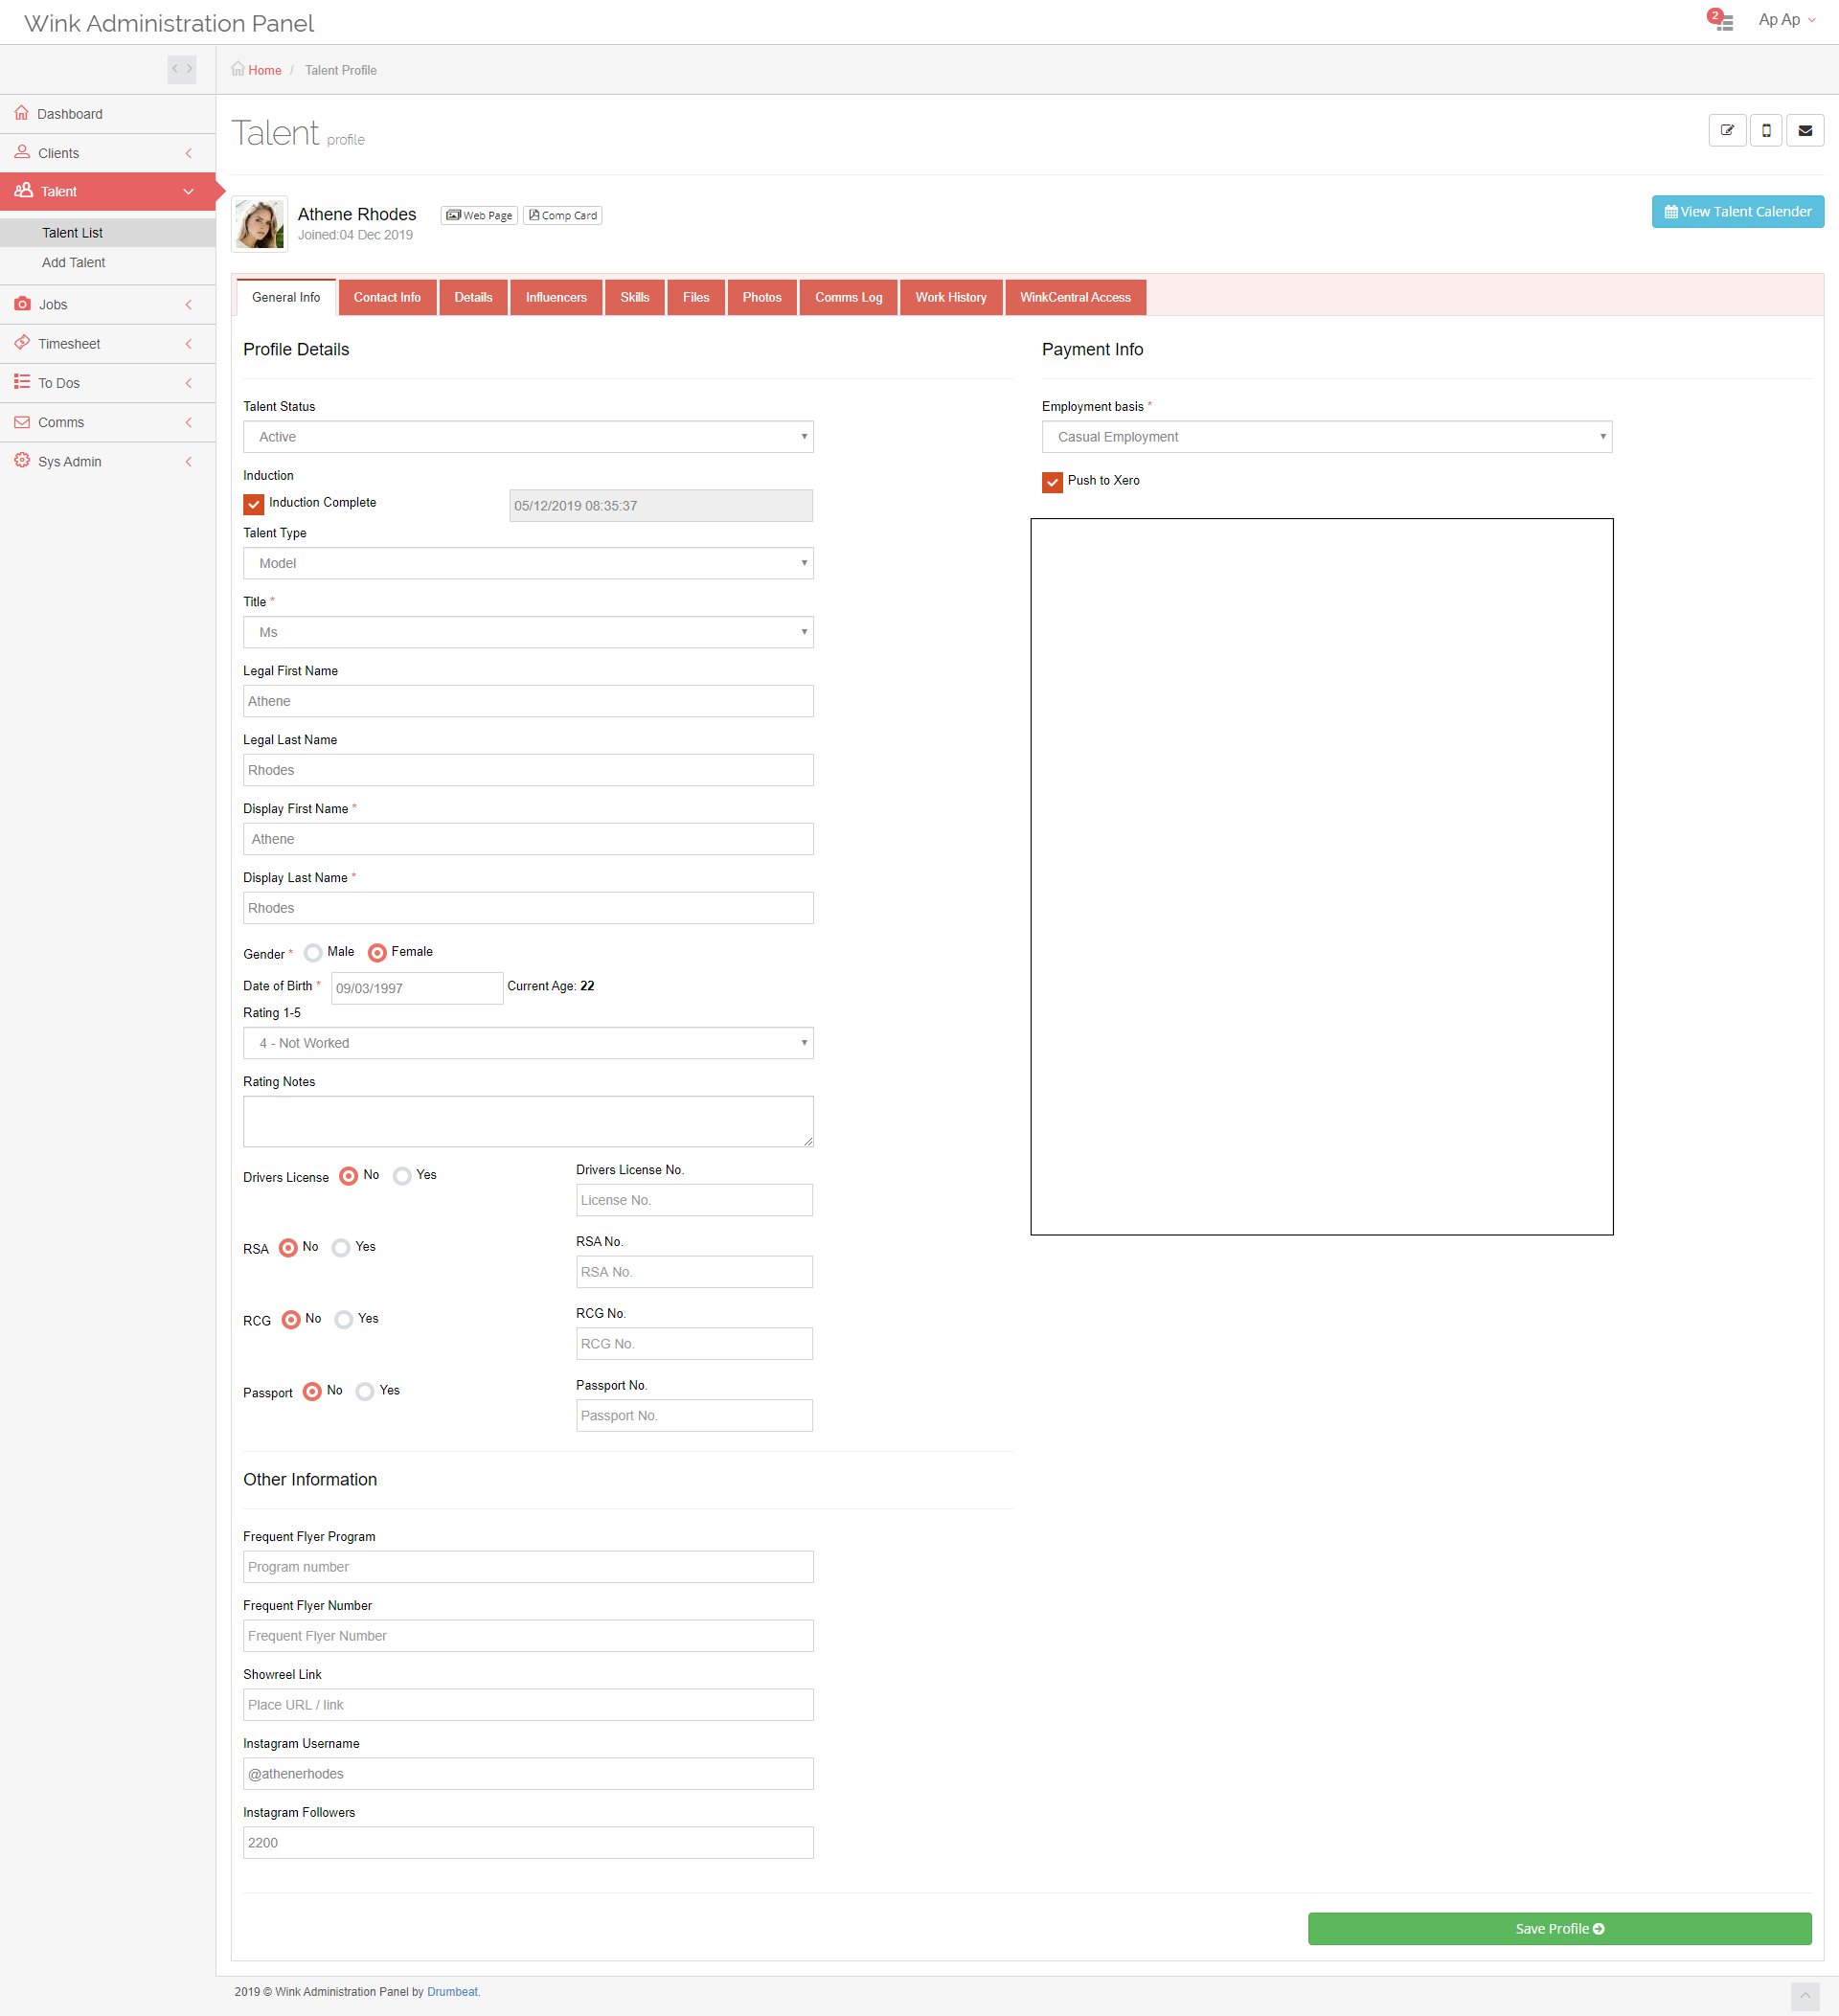 Wink Administration Panel
2
Ap Ap
Home / Talent Profile
Dashboard
Clients
Talent
Talent List
Add Talent
Jobs
Timesheet
To Dos
Comms
Sys Admin
Talent profile
Athene Rhodes
Web Page
Comp Card
Joined:04 Dec 2019
View Talent Calender
General Info
Contact Info
Details
Influencers
Skills
Files
Photos
Comms Log
Work History
WinkCentral Access
Profile Details
Talent Status
Active
Induction
Induction Complete
05/12/2019 08:35:37
Talent Type
Model
Title *
Ms
Legal First Name
Athene
Legal Last Name
Rhodes
Display First Name *
Athene
Display Last Name *
Rhodes
Gender * Male Female
Date of Birth * 09/03/1997 Current Age: 22
Rating 1-5
4 - Not Worked
Rating Notes
Drivers License No Yes
Drivers License No.
License No.
RSA No Yes
RSA No.
RSA No.
RCG No Yes
RCG No.
RCG No.
Passport No Yes
Passport No.
Passport No.
Other Information
Frequent Flyer Program
Program number
Frequent Flyer Number
Frequent Flyer Number
Showreel Link
Place URL / link
Instagram Username
@athenerhodes
Instagram Followers
2200
Payment Info
Employment basis *
Casual Employment
Push to Xero
Save Profile
2019 © Wink Administration Panel by Drumbeat.